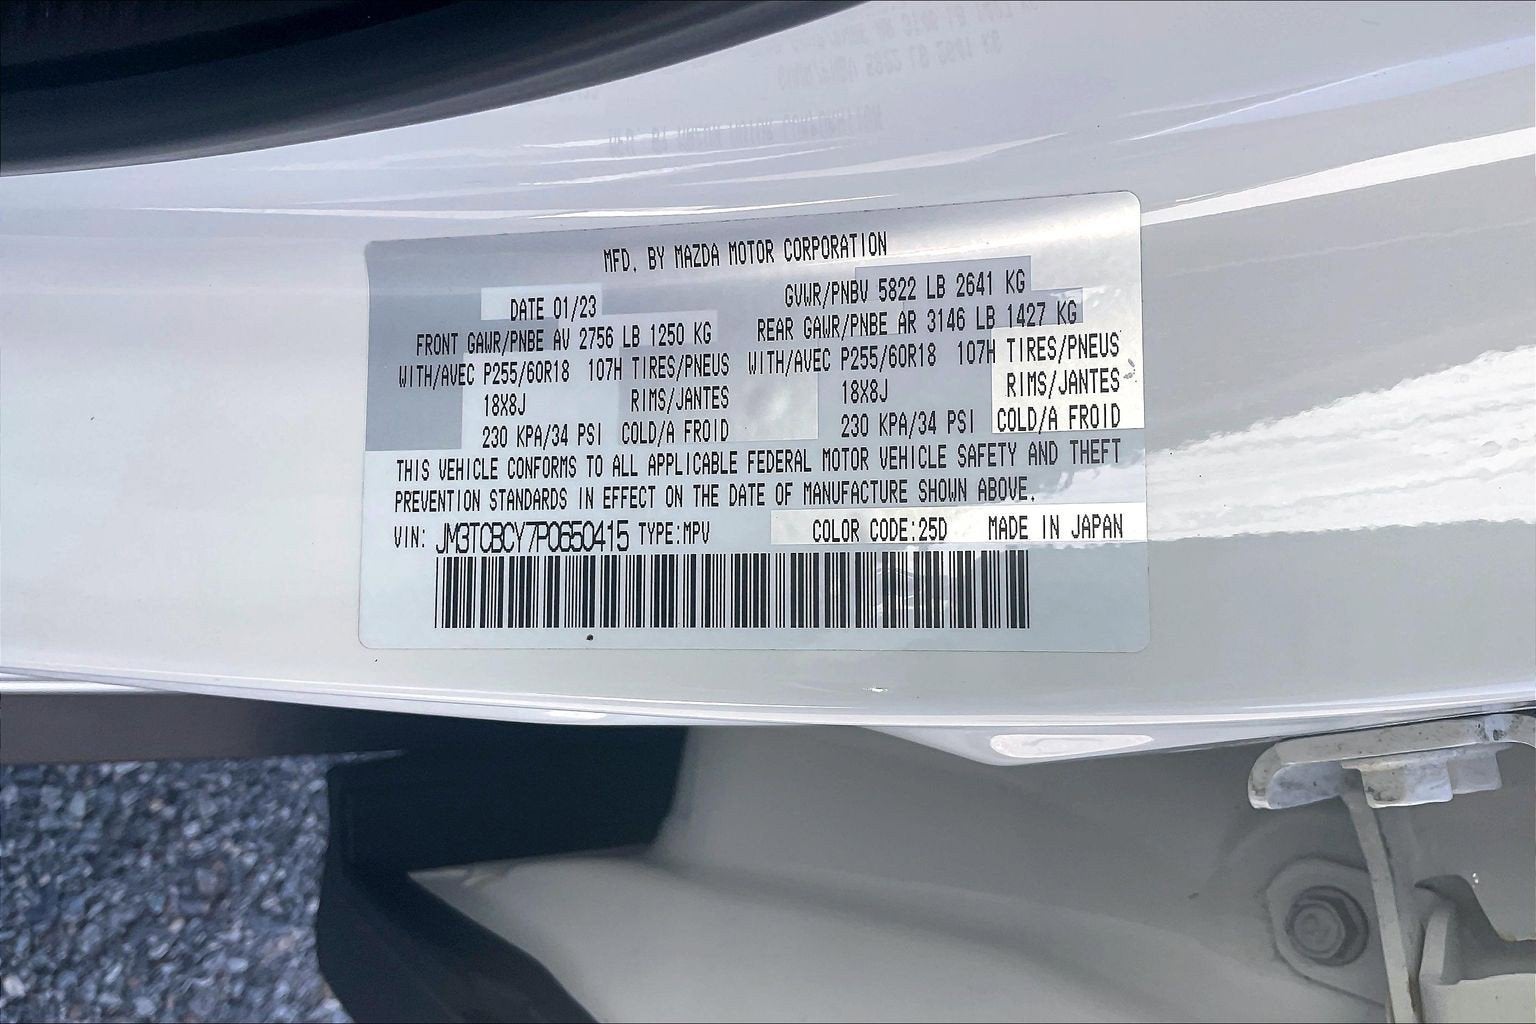 MFD. BY MAZDA MOTOR CORPORATION
DATE 01/23 GVWR/PNBV 5822 LB 2641 KG
FRONT GAWR/PNBE AV 2756 LB 1250 KG REAR GAWR/PNBE AR 3146 LB 1427 KG
WITH/AVEC P255/60R18 107H TIRES/PNEUS WITH/AVEC P255/60R18 107H TIRES/PNEUS
18X8J RIMS/JANTES 18X8J RIMS/JANTES
230 KPA/34 PSI COLD/A FROID 230 KPA/34 PSI COLD/A FROID
THIS VEHICLE CONFORMS TO ALL APPLICABLE FEDERAL MOTOR VEHICLE SAFETY AND THEFT
PREVENTION STANDARDS IN EFFECT ON THE DATE OF MANUFACTURE SHOWN ABOVE.
VIN: JM3TCBCY7P0650415 TYPE:MPV COLOR CODE:25D MADE IN JAPAN